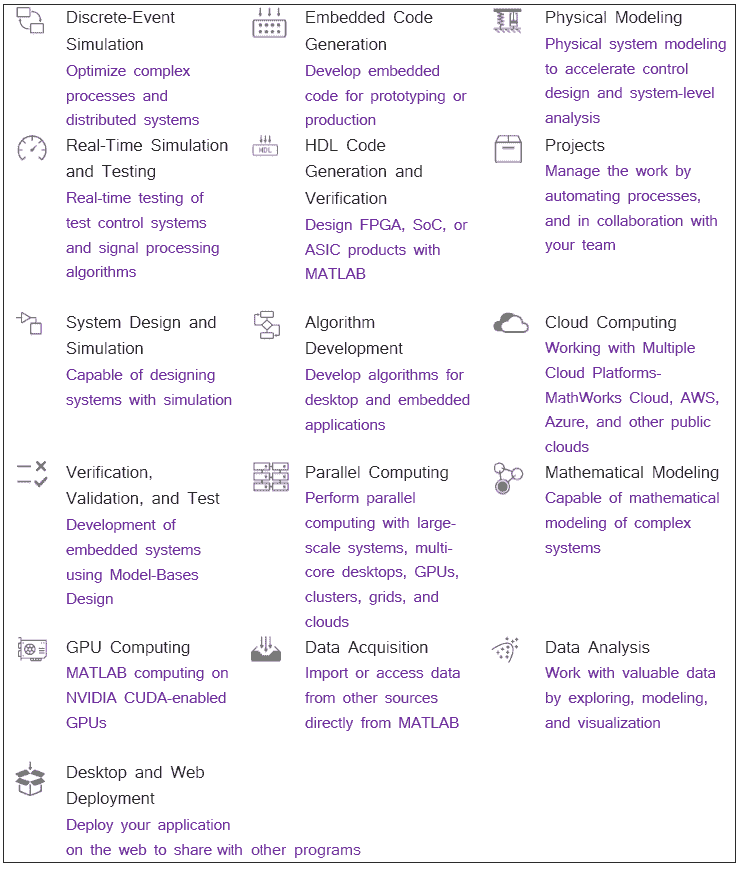 Discrete-Event
Simulation
Optimize complex
processes and
distributed systems
Embedded Code
Generation
Develop embedded
code for prototyping or
production
Physical Modeling
Physical system modeling
to accelerate control
design and system-level
analysis
Real-Time Simulation
and Testing
Real-time testing of
test control systems
and signal processing
algorithms
HDL
HDL Code
Generation and
Verification
Design FPGA, SoC, or
ASIC products with
MATLAB
Projects
Manage the work by
automating processes,
and in collaboration with
your team
System Design and
Simulation
Capable of designing
systems with simulation
Algorithm
Development
Develop algorithms for
desktop and embedded
applications
Cloud Computing
Working with Multiple
Cloud Platforms-
MathWorks Cloud, AWS,
Azure, and other public
clouds
Verification,
Validation, and Test
Development of
embedded systems
using Model-Bases
Design
Parallel Computing
Perform parallel
computing with large-
scale systems, multi-
core desktops, GPUs,
clusters, grids, and
clouds
Mathematical Modeling
Capable of mathematical
modeling of complex
systems
GPU Computing
MATLAB computing on
NVIDIA CUDA-enabled
GPUs
Data Acquisition
Import or access data
from other sources
directly from MATLAB
Data Analysis
Work with valuable data
by exploring, modeling,
and visualization
Desktop and Web
Deployment
Deploy your application
on the web to share with other programs